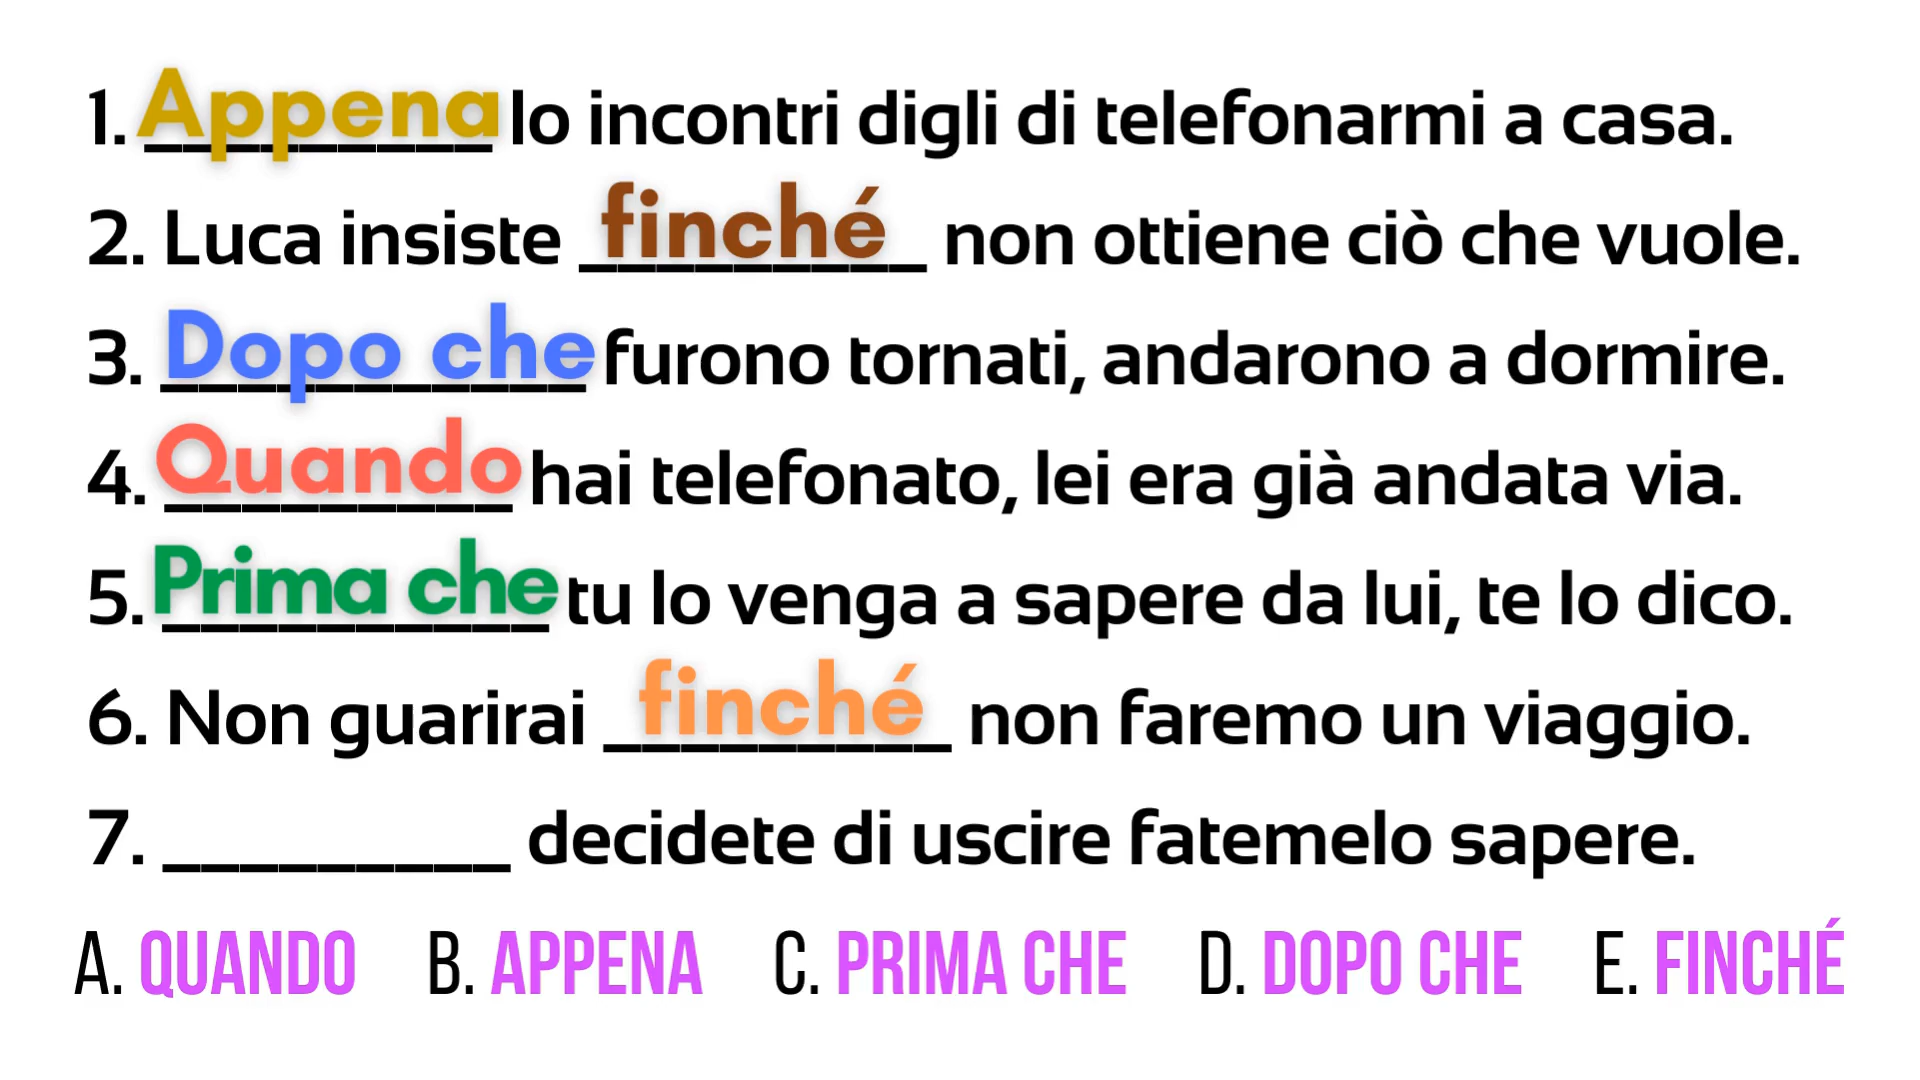 1. Appena lo incontri digli di telefonarmi a casa.
2. Luca insiste finché non ottiene ciò che vuole.
3. Dopo che furono tornati, andarono a dormire.
4. Quando hai telefonato, lei era già andata via.
5. Prima che tu lo venga a sapere da lui, te lo dico.
6. Non guarirai finché non faremo un viaggio.
7. _________ decidete di uscire fatemelo sapere.
A. QUANDO B. APPENA C. PRIMA CHE D. DOPO CHE E. FINCHÉ